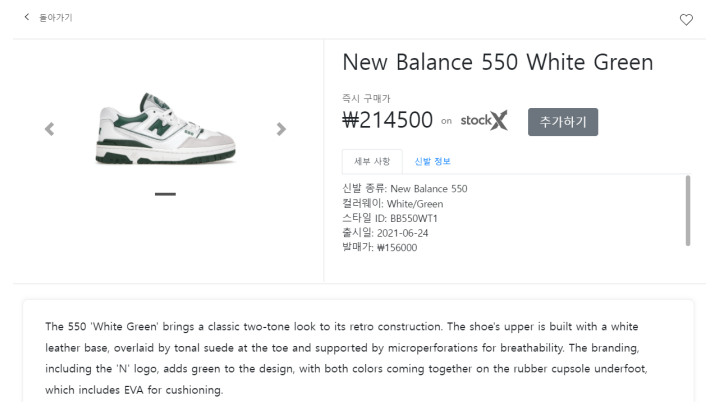 돌아가기
New Balance 550 White Green
즉시 구매가
₩214500 on stockX 추가하기
세부 사항 신발 정보
신발 종류: New Balance 550
컬러웨이: White/Green
스타일 ID: BB550WT1
출시일: 2021-06-24
발매가: ₩156000
The 550 'White Green' brings a classic two-tone look to its retro construction. The shoe's upper is built with a white
leather base, overlaid by tonal suede at the toe and supported by microperforations for breathability. The branding,
including the 'N' logo, adds green to the design, with both colors coming together on the rubber cupsole underfoot,
which includes EVA for cushioning.